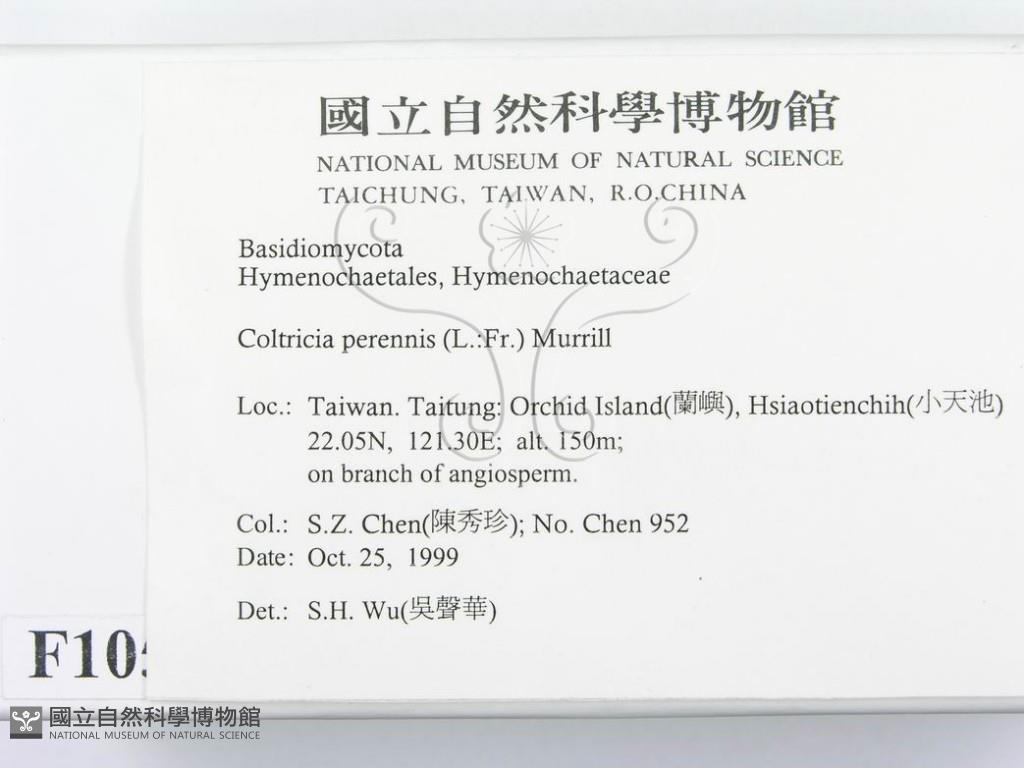 國立自然科學博物館
NATIONAL MUSEUM OF NATURAL SCIENCE
TAICHUNG, TAIWAN, R.O.CHINA
Basidiomycota
Hymenochaetales, Hymenochaetaceae
Coltricia perennis (L.:Fr.) Murrill
Loc.: Taiwan. Taitung: Orchid Island(蘭嶼), Hsiaotienchih(小天池)
22.05N, 121.30E; alt. 150m;
on branch of angiosperm.
Col.: S.Z. Chen(陳秀珍); No. Chen 952
Date: Oct. 25, 1999
Det.: S.H. Wu(吳聲華)
國立自然科學博物館
NATIONAL MUSEUM OF NATURAL SCIENCE